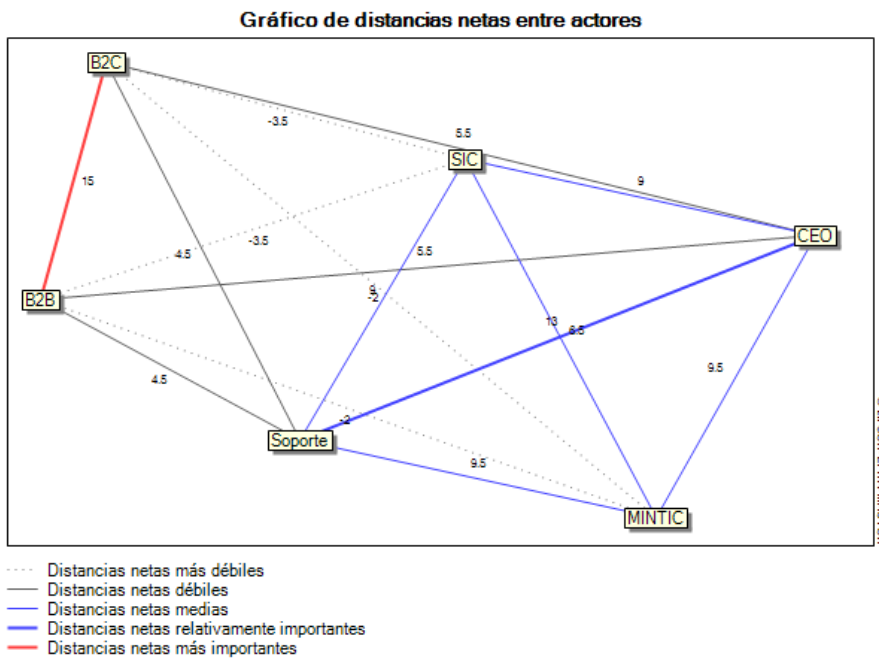 Gráfico de distancias netas entre actores
B2C
-3.5
5.5
SIC
15
9
4.5
-3.5
5.5
CEO
9
-2
B2B
13
6.5
4.5
9.5
-2
Soporte
9.5
MINTIC
Distancias netas más débiles
Distancias netas débiles
Distancias netas medias
Distancias netas relativamente importantes
Distancias netas más importantes